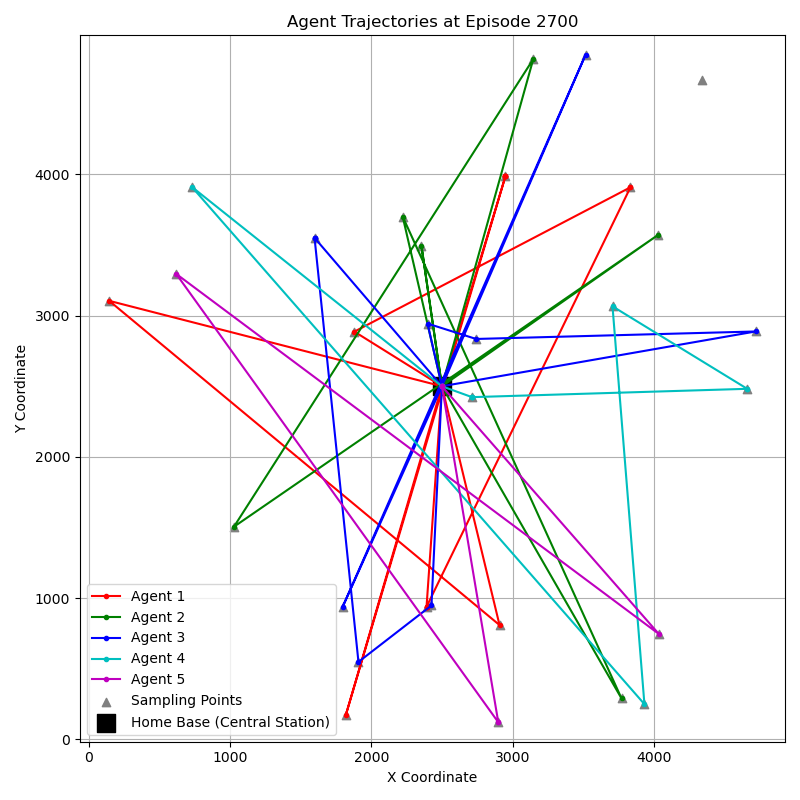 Agent Trajectories at Episode 2700
Y Coordinate
4000
3000
2000
1000
0
Agent 1
Agent 2
Agent 3
Agent 4
Agent 5
Sampling Points
Home Base (Central Station)
0 1000 2000 3000 4000
X Coordinate